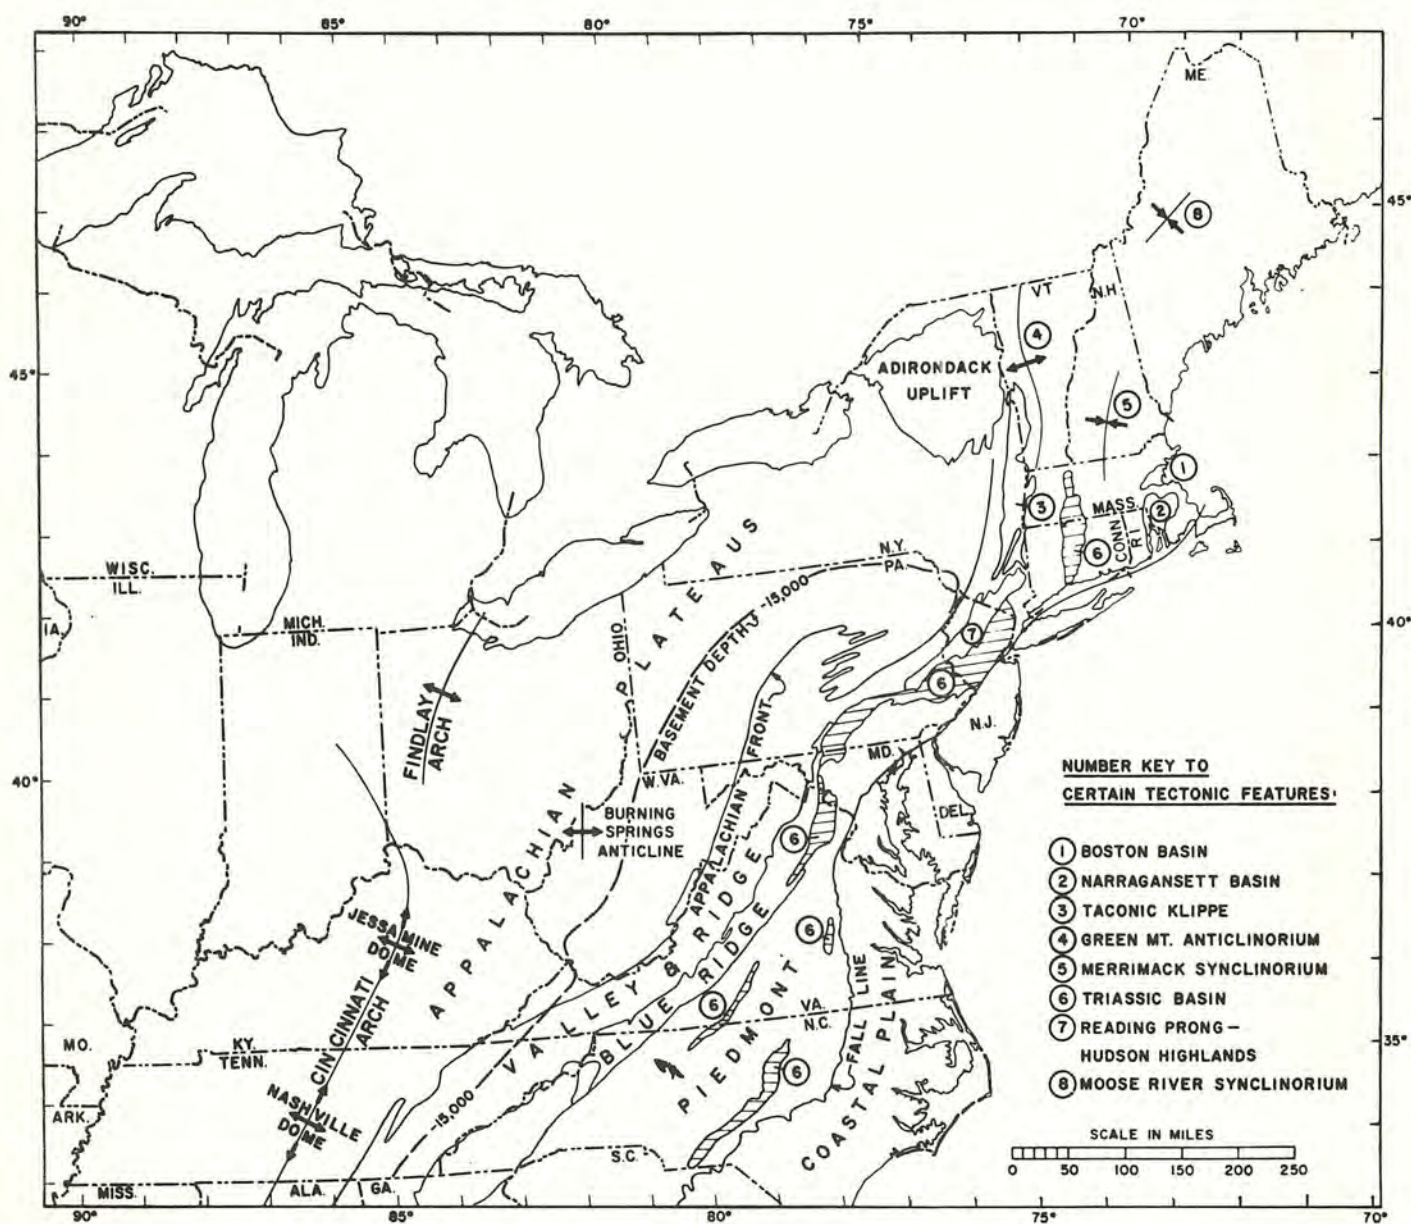 90° 85° 80° 75° 70°
ME.
45°
8
VT.
N.H.
4
45°
ADIRONDACK
UPLIFT
5
1
3
MASS.
2
CONN
RI
6
WISC.
ILL.
IA.
N.Y.
PA.
-15,000
BASEMENT DEPTH
MICH.
IND.
OHIO
APPALACHIAN PLATEAUS
40°
7
6
N.J.
FINDLAY
ARCH
APPALACHIAN FRONT
MD.
W.VA.
DEL.
40°
BURNING
SPRINGS
ANTICLINE
6
NUMBER KEY TO
CERTAIN TECTONIC FEATURES:
1 BOSTON BASIN
2 NARRAGANSETT BASIN
3 TACONIC KLIPPE
4 GREEN MT. ANTICLINORIUM
5 MERRIMACK SYNCLINORIUM
6 TRIASSIC BASIN
7 READING PRONG –
HUDSON HIGHLANDS
8 MOOSE RIVER SYNCLINORIUM
JESSAMINE
DOME
CINCINNATI
ARCH
VALLEY & RIDGE
BLUE RIDGE
6
6
PIEDMONT
FALL LINE
COASTAL PLAIN
VA.
N.C.
35°
MO.
KY.
TENN.
ARK.
NASHVILLE
DOME
-15,000
6
S.C.
MISS.
ALA.
GA.
SCALE IN MILES
0 50 100 150 200 250
90° 85° 80° 75° 70°